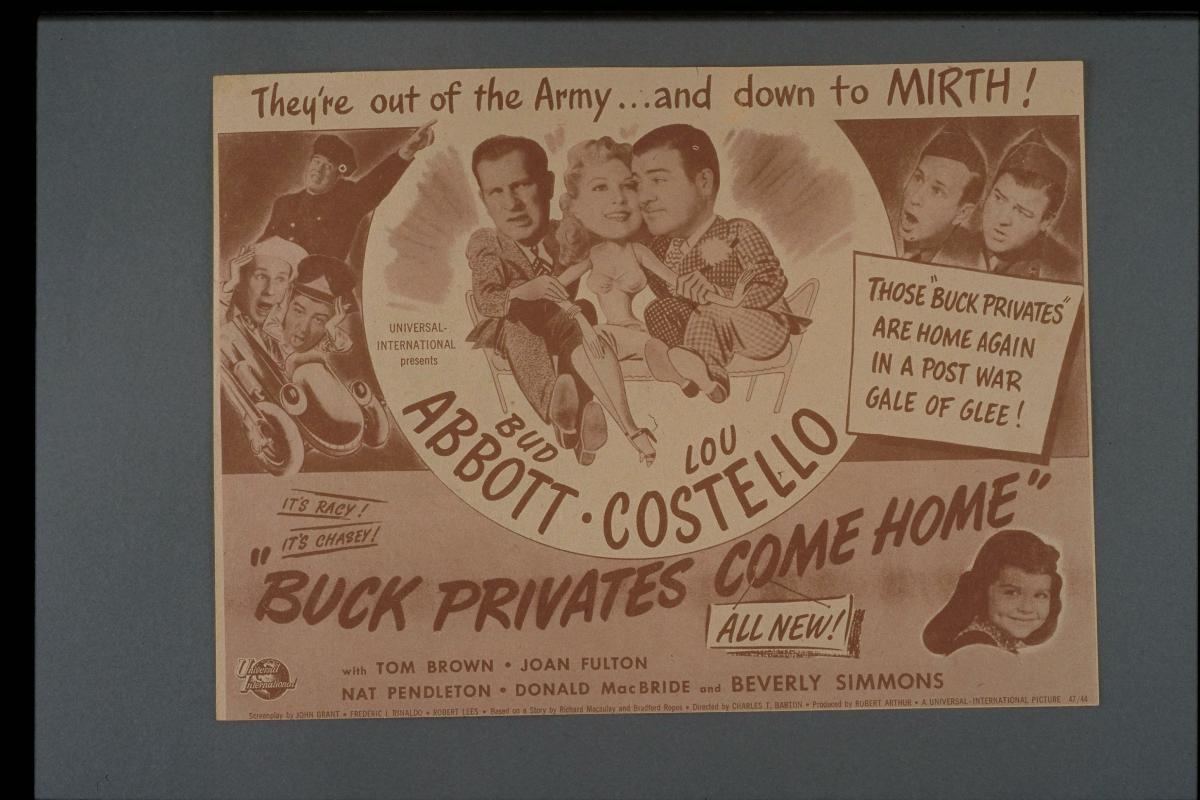 They're out of the Army...and down to MIRTH!
UNIVERSAL-
INTERNATIONAL
presents
THOSE "BUCK PRIVATES"
ARE HOME AGAIN
IN A POST WAR
GALE OF GLEE!
BUD
ABBOTT •
LOU
COSTELLO
IT'S RACY!
IT'S CHASEY!
"BUCK PRIVATES COME HOME"
ALL NEW!
Universal
International
with TOM BROWN • JOAN FULTON
NAT PENDLETON • DONALD MacBRIDE and BEVERLY SIMMONS
Screenplay by JOHN GRANT • FREDERIC I. RINALDO • ROBERT LEES • Based on a Story by Richard Macaulay and Bradford Ropes • Directed by CHARLES T. BARTON • Produced by ROBERT ARTHUR • A UNIVERSAL-INTERNATIONAL PICTURE 47/44